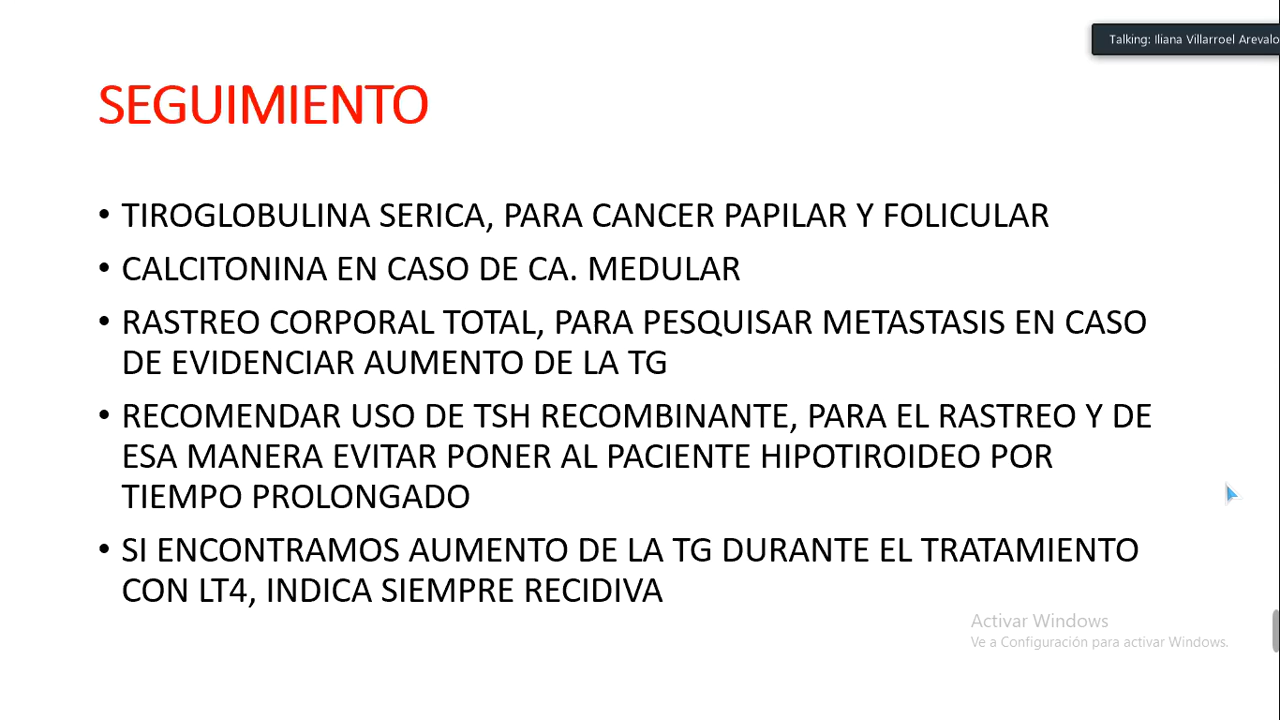 Talking: Iliana Villarroel Arevalo
SEGUIMIENTO
• TIROGLOBULINA SERICA, PARA CANCER PAPILAR Y FOLICULAR
• CALCITONINA EN CASO DE CA. MEDULAR
• RASTREO CORPORAL TOTAL, PARA PESQUISAR METASTASIS EN CASO
DE EVIDENCIAR AUMENTO DE LA TG
• RECOMENDAR USO DE TSH RECOMBINANTE, PARA EL RASTREO Y DE
ESA MANERA EVITAR PONER AL PACIENTE HIPOTIROIDEO POR
TIEMPO PROLONGADO
• SI ENCONTRAMOS AUMENTO DE LA TG DURANTE EL TRATAMIENTO
CON LT4, INDICA SIEMPRE RECIDIVA
Activar Windows
Ve a Configuración para activar Windows.